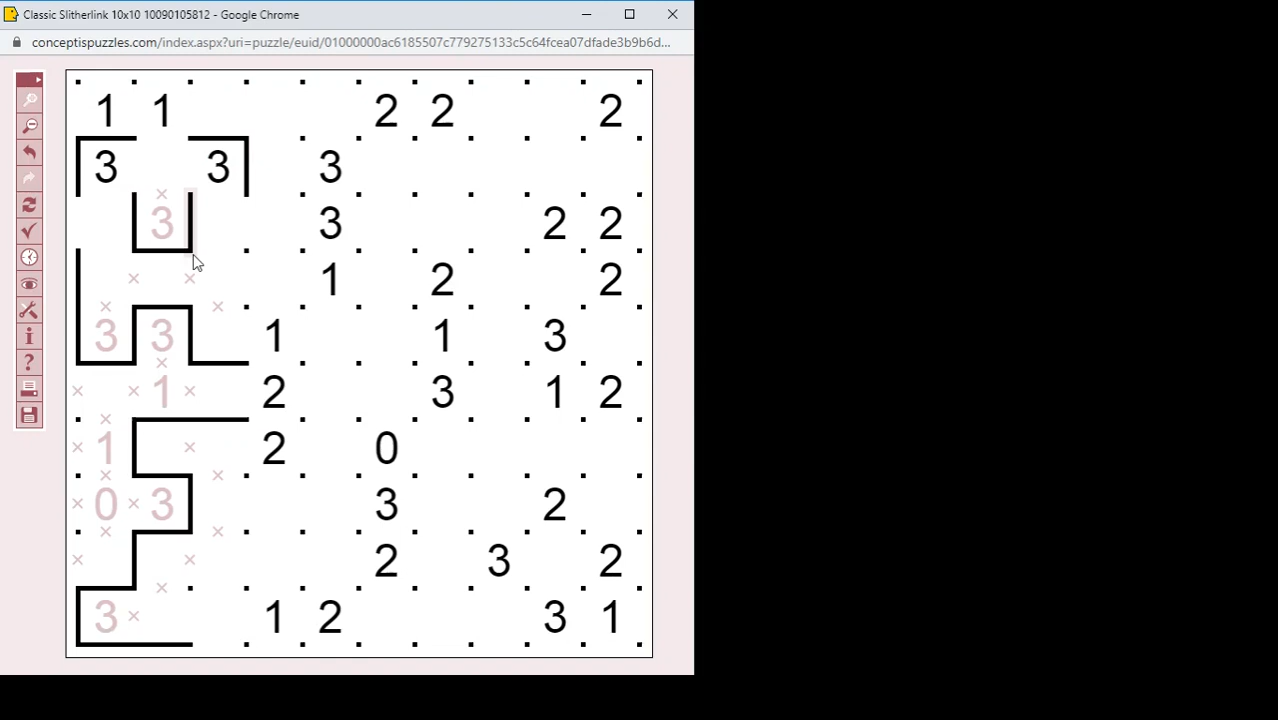 Classic Slitherlink 10x10 10090105812 - Google Chrome
conceptispuzzles.com/index.aspx?uri=puzzle/euid/01000000ac6185507c779275133c5c64fcea07dfade3b9b6d...
1 1 2 2 2
3 3 3
3 3 2 2
1 2 2
3 3 1 1 3
1 2 3 1 2
1 2 0
0 3 3 2
2 3 2
3 1 2 3 1